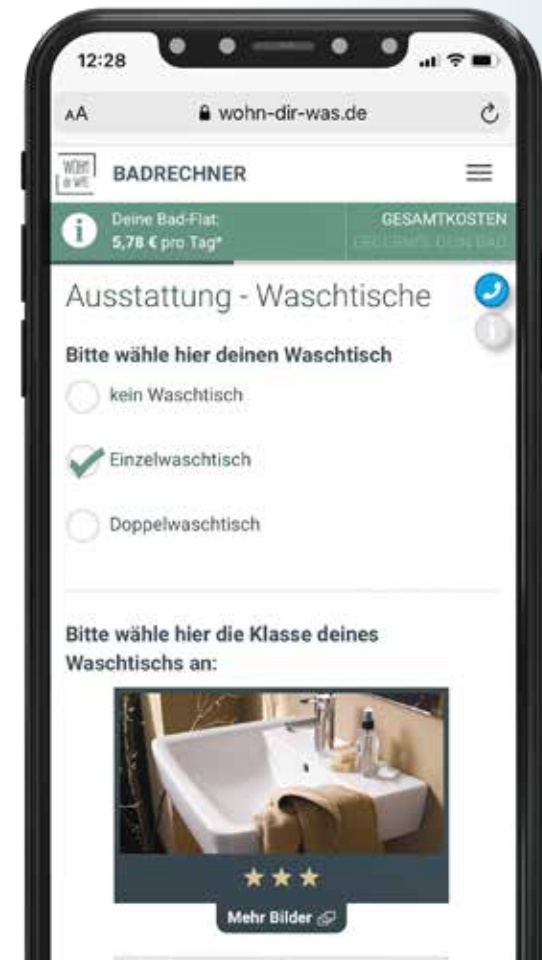 12:28
AA
wohn-dir-was.de
WOHN
BADRECHNER
Deine Bad-Flat:
5,78 € pro Tag*
GESAMTKOSTEN
Ausstattung - Waschtische
Bitte wähle hier deinen Waschtisch
kein Waschtisch
Einzelwaschtisch
Doppelwaschtisch
Bitte wähle hier die Klasse deines
Waschtischs an:
Mehr Bilder